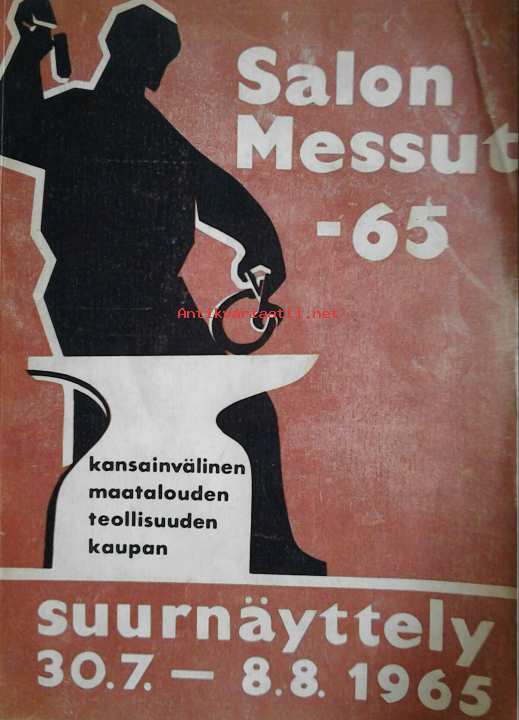 Salon
Messut
-65
Antikvariaatti.net
kansainvälinen
maatalouden
teollisuuden
kaupan
suurnäyttely
30.7. — 8.8. 1965